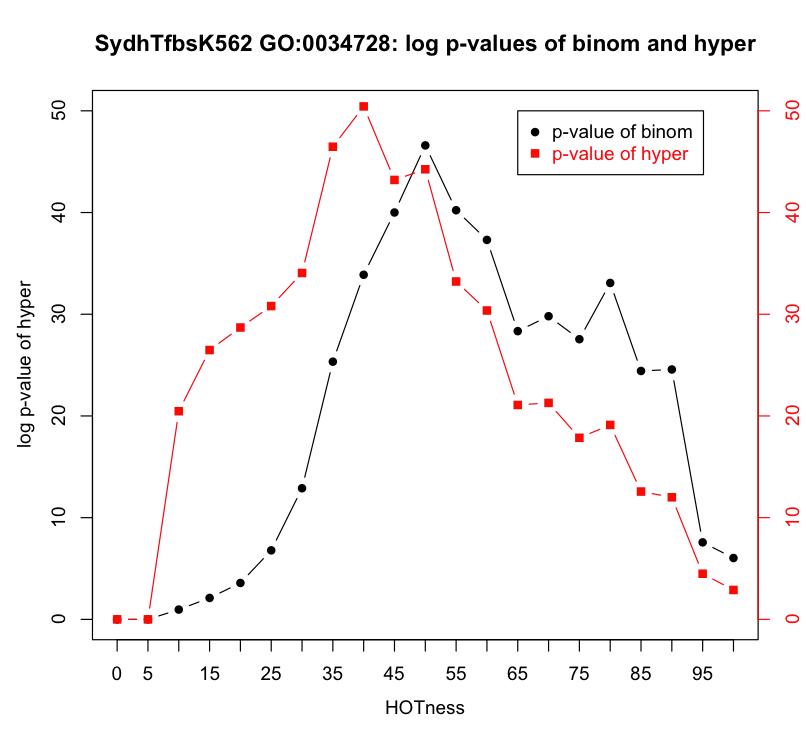 SydhTfbsK562 GO:0034728: log p-values of binom and hyper
p-value of binom
p-value of hyper
log p-value of hyper
50
40
30
20
10
0
50
40
30
20
10
0
0 5 15 25 35 45 55 65 75 85 95
HOTness